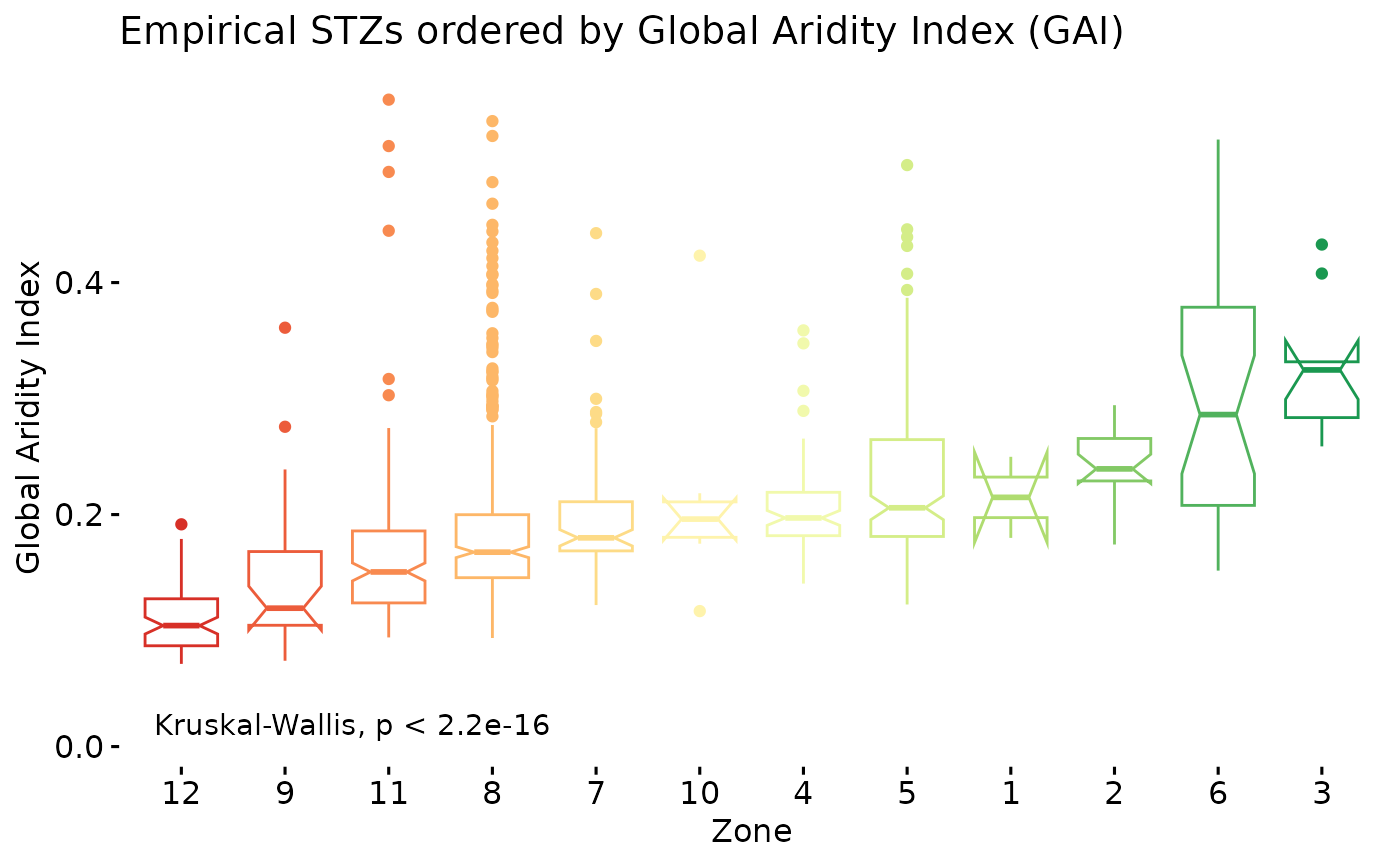 Empirical STZs ordered by Global Aridity Index (GAI)
Global Aridity Index
0.4
0.2
0.0
Kruskal-Wallis, p < 2.2e-16
12 9 11 8 7 10 4 5 1 2 6 3
Zone